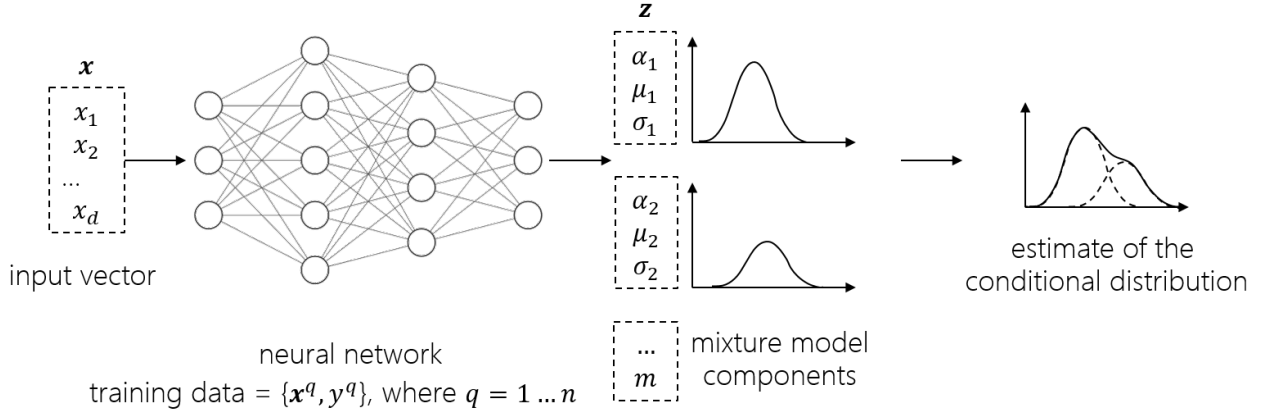 x
x₁
x₂
...
x_d
input vector
neural network
training data = {x^q, y^q}, where q = 1 … n
z
α₁
μ₁
σ₁
α₂
μ₂
σ₂
...
m
mixture model
components
estimate of the
conditional distribution